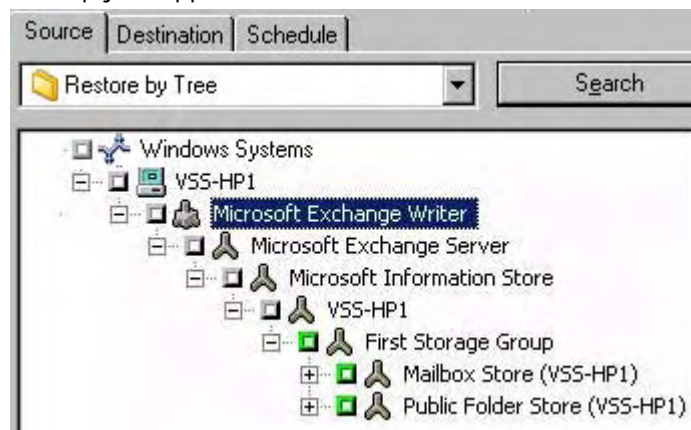 Source Destination Schedule
Restore by Tree Search
Windows Systems
VSS-HP1
Microsoft Exchange Writer
Microsoft Exchange Server
Microsoft Information Store
VSS-HP1
First Storage Group
Mailbox Store (VSS-HP1)
Public Folder Store (VSS-HP1)